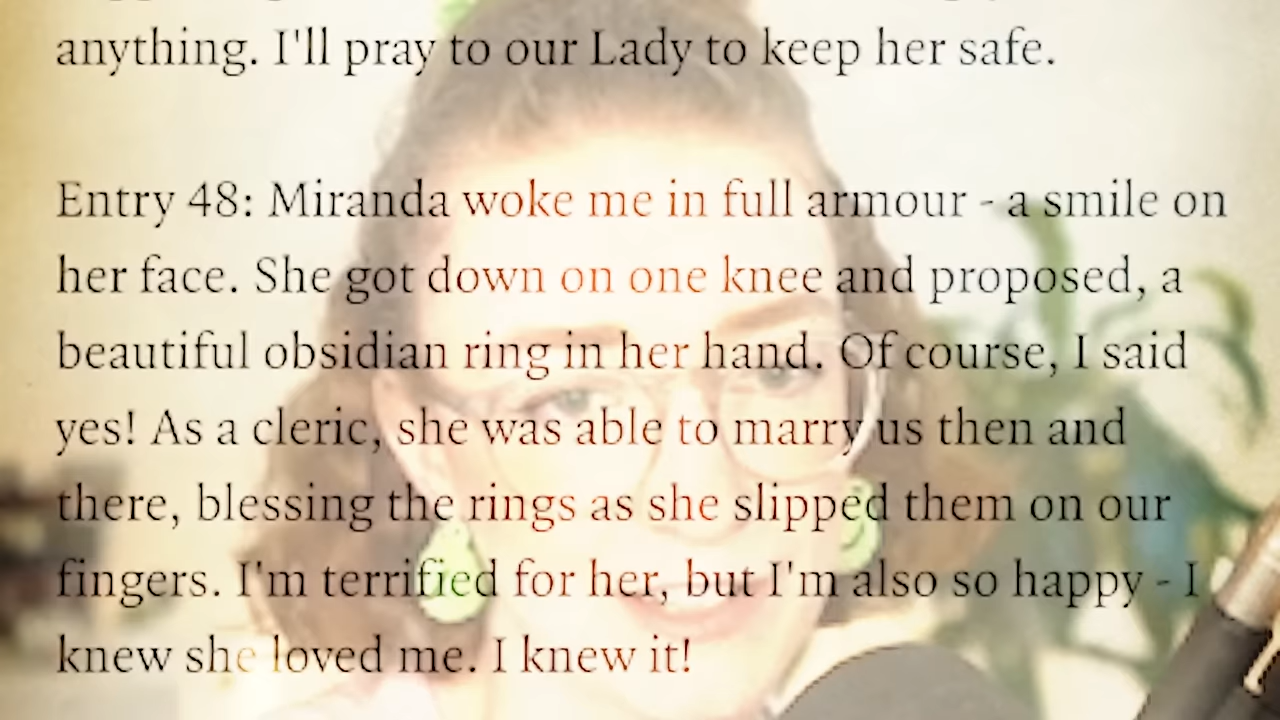 anything. I'll pray to our Lady to keep her safe.
Entry 48: Miranda woke me in full armour - a smile on
her face. She got down on one knee and proposed, a
beautiful obsidian ring in her hand. Of course, I said
yes! As a cleric, she was able to marry us then and
there, blessing the rings as she slipped them on our
fingers. I'm terrified for her, but I'm also so happy - I
knew she loved me. I knew it!